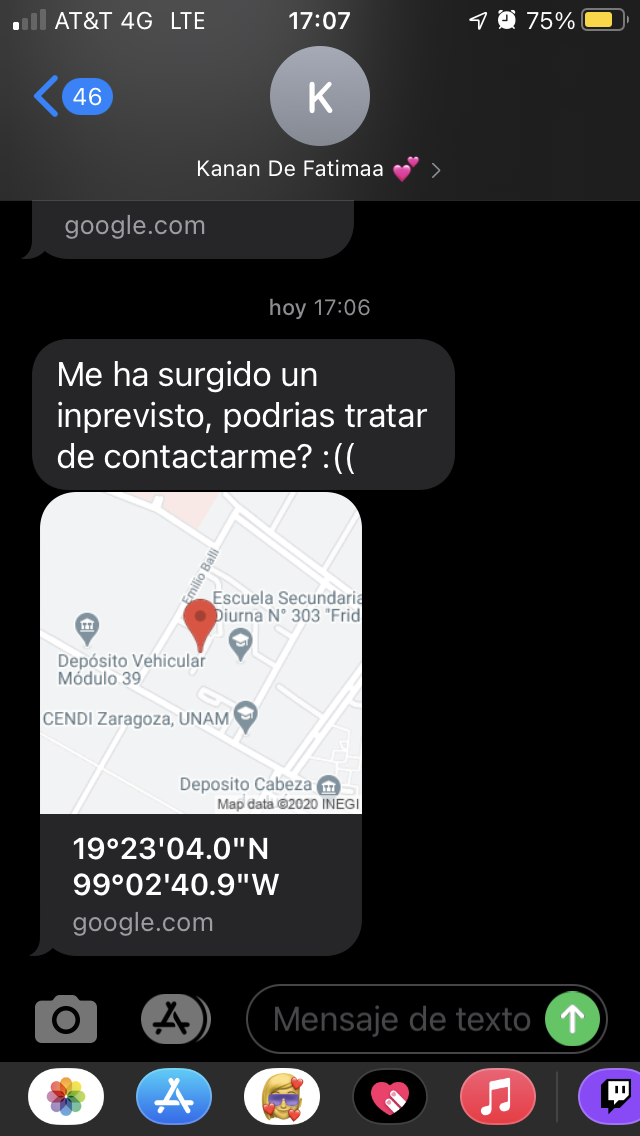 AT&T 4G LTE 17:07 75%
46
K
Kanan De Fatimaa 💕 >
google.com
hoy 17:06
Me ha surgido un
inprevisto, podrias tratar
de contactarme? :((
Emilio Balli
Escuela Secundaria
Diurna N° 303 "Frid
Depósito Vehicular
Módulo 39
CENDI Zaragoza, UNAM
Deposito Cabeza
Map data ©2020 INEGI
19°23'04.0"N
99°02'40.9"W
google.com
Mensaje de texto